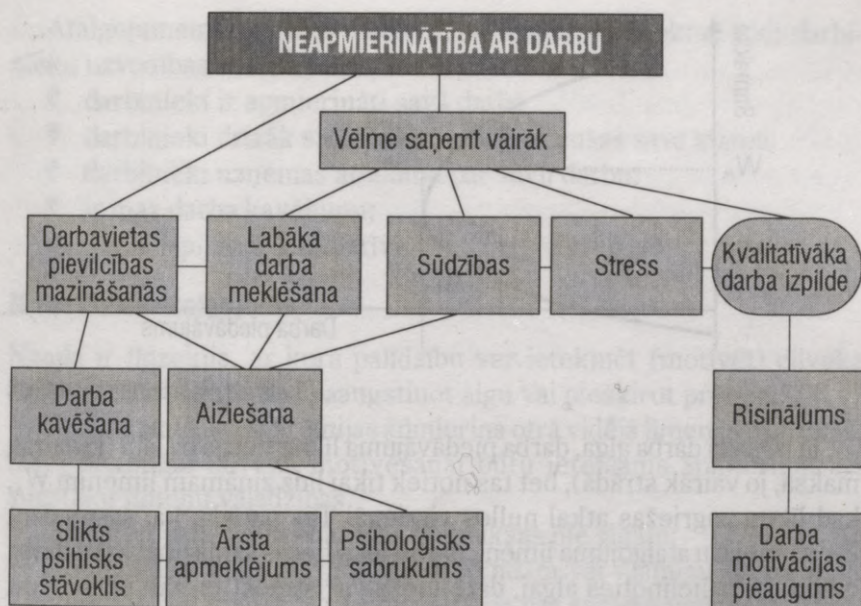 NEAPMIERINĀTĪBA AR DARBU
Vēlme saņemt vairāk
Darbavietas
pievilcības
mazināšanās
Labāka
darba
meklēšana
Sūdzības
Stress
Kvalitatīvāka
darba izpilde
Darba
kavēšana
Aiziešana
Risinājums
Slikts
psihisks
stāvoklis
Ārsta
apmeklējums
Psiholoģisks
sabrukums
Darba
motivācijas
pieaugums